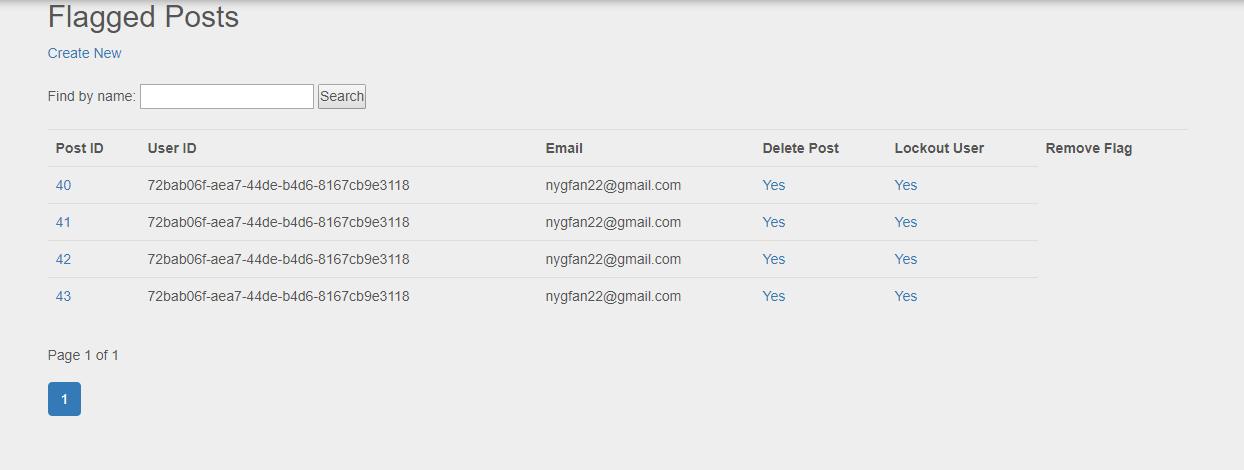 Flagged Posts
Create New
Find by name: Search
Post ID User ID Email Delete Post Lockout User Remove Flag
40 72bab06f-aea7-44de-b4d6-8167cb9e3118 nygfan22@gmail.com Yes Yes
41 72bab06f-aea7-44de-b4d6-8167cb9e3118 nygfan22@gmail.com Yes Yes
42 72bab06f-aea7-44de-b4d6-8167cb9e3118 nygfan22@gmail.com Yes Yes
43 72bab06f-aea7-44de-b4d6-8167cb9e3118 nygfan22@gmail.com Yes Yes
Page 1 of 1
1